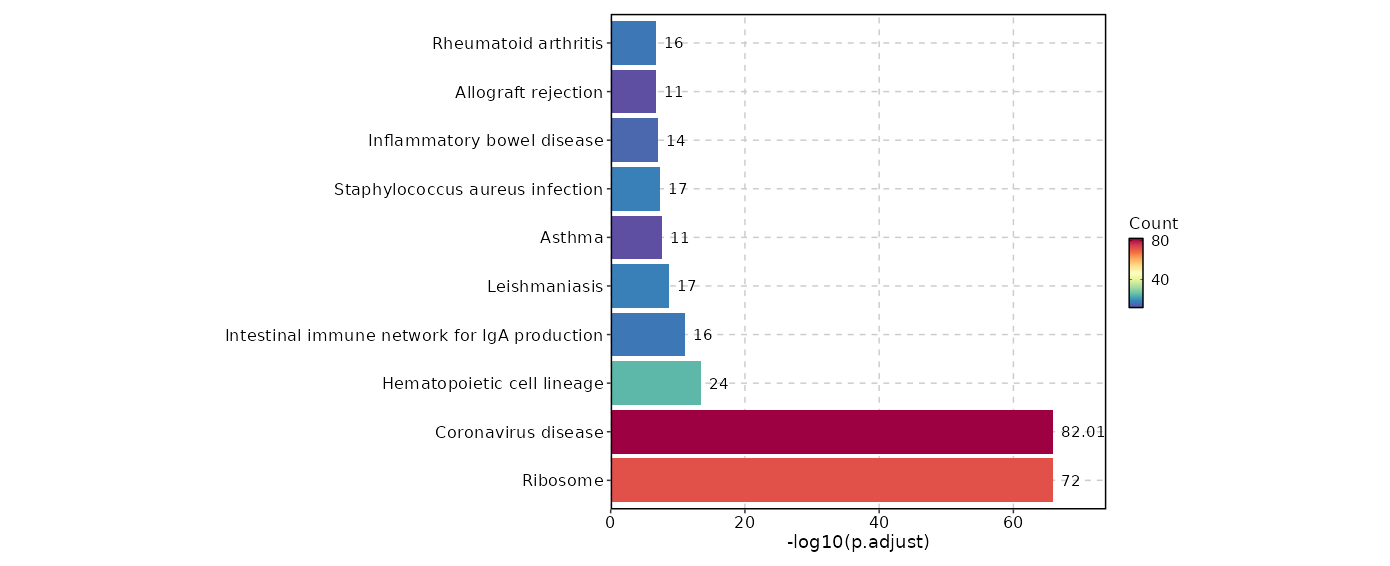 Rheumatoid arthritis 16
Allograft rejection 11
Inflammatory bowel disease 14
Staphylococcus aureus infection 17
Asthma 11
Leishmaniasis 17
Intestinal immune network for IgA production 16
Hematopoietic cell lineage 24
Coronavirus disease 82.01
Ribosome 72
0 20 40 60
-log10(p.adjust)
Count
80
40